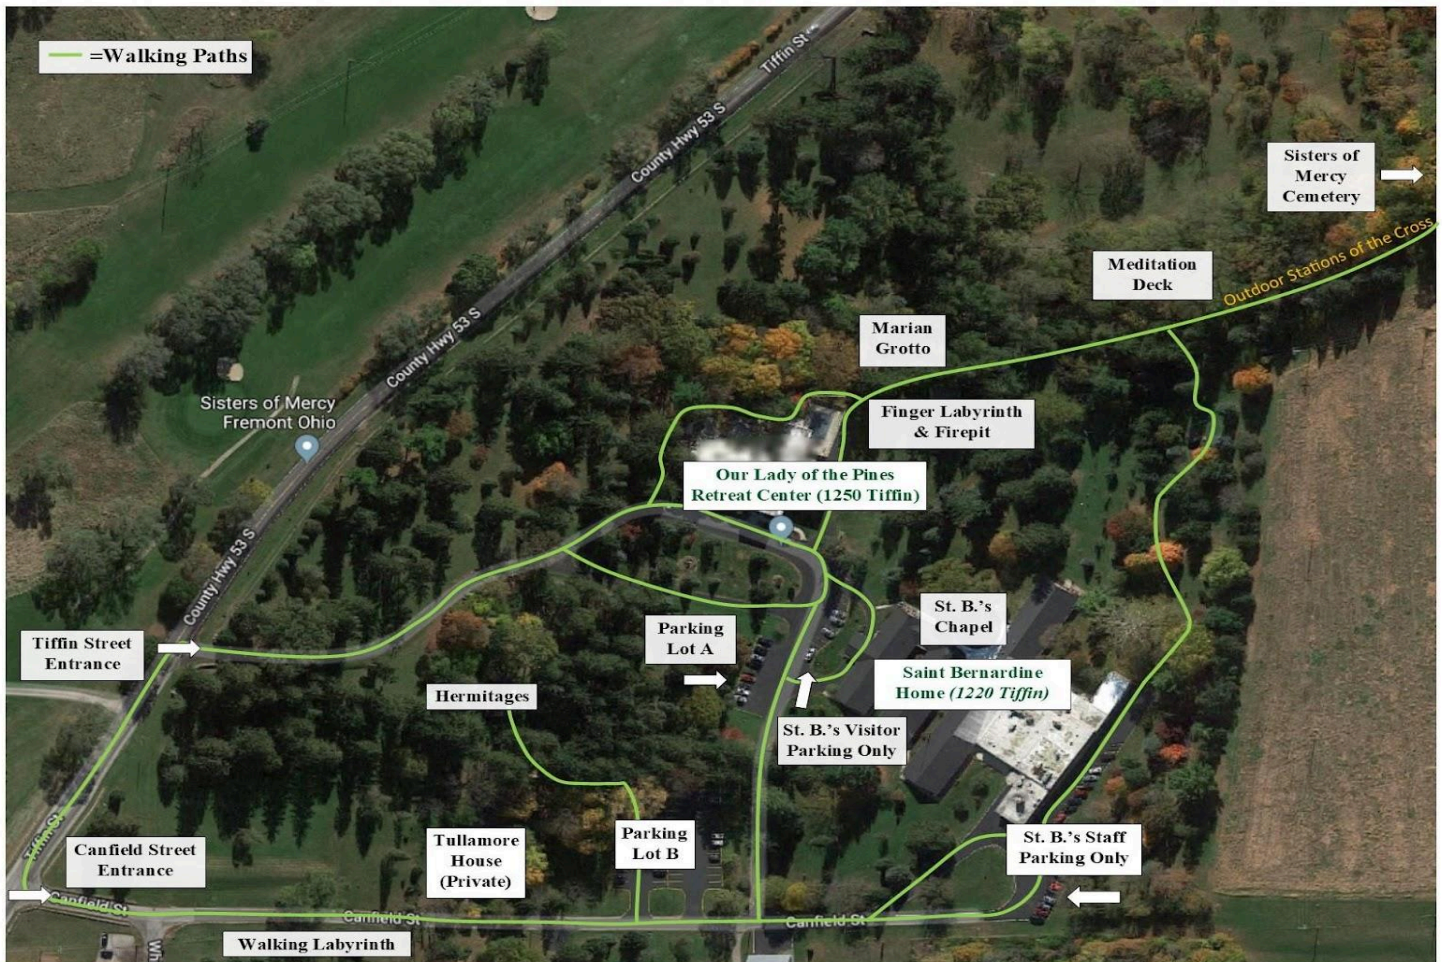 =Walking Paths
Tiffin St
County Hwy 53 S
Sisters of
Mercy
Cemetery
Outdoor Stations of the Cross
Meditation
Deck
Marian
Grotto
County Hwy 53 S
Sisters of Mercy
Fremont Ohio
Finger Labyrinth
& Firepit
Our Lady of the Pines
Retreat Center (1250 Tiffin)
County Hwy 53 S
Tiffin Street
Entrance
Parking
Lot A
St. B.'s
Chapel
Saint Bernardine
Home (1220 Tiffin)
Hermitages
St. B.'s Visitor
Parking Only
Tiffin St
Canfield Street
Entrance
Tullamore
House
(Private)
Parking
Lot B
St. B.'s Staff
Parking Only
Canfield St
Canfield St
Canfield St
Walking Labyrinth
Wh